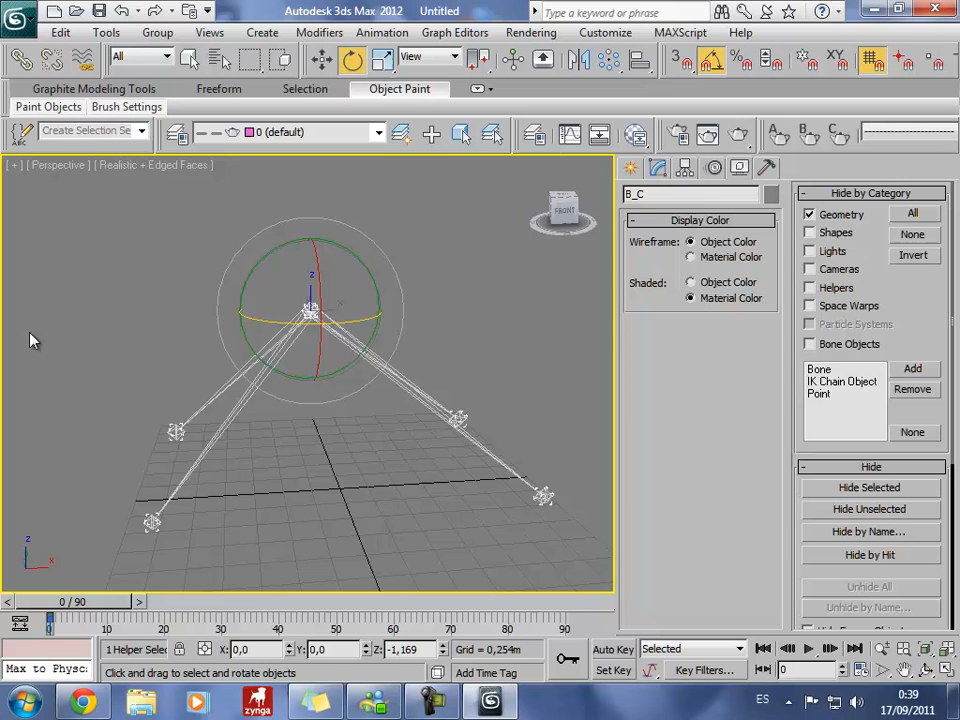 Autodesk 3ds Max 2012 Untitled
Type a keyword or phrase
Edit Tools Group Views Create Modifiers Animation Graph Editors Rendering Customize MAXScript Help
All View 3 % XY
Graphite Modeling Tools Freeform Selection Object Paint
Paint Objects Brush Settings
ABC Create Selection Se 0 (default) A B C
[ + ] [ Perspective ] [ Realistic + Edged Faces ]
FRONT
z
x
z
x
B_C
Display Color
Wireframe: Object Color
Material Color
Shaded: Object Color
Material Color
Hide by Category
Geometry All
Shapes None
Lights Invert
Cameras
Helpers
Space Warps
Particle Systems
Bone Objects
Bone
IK Chain Object
Point
Add
Remove
None
Hide
Hide Selected
Hide Unselected
Hide by Name...
Hide by Hit
Unhide All
Unhide by Name...
< 0 / 90 >
0 10 20 30 40 50 60 70 80 90
1 Helper Selec X: 0,0 Y: 0,0 Z: -1,169 Grid = 0,254m Auto Key Selected
Max to Physc: Click and drag to select and rotate objects Add Time Tag Set Key Key Filters... 0
zynga
ES
0:39
17/09/2011